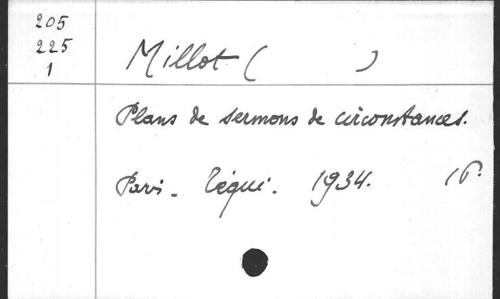 205
225
1
Millot ( )
Plans de sermons de circonstances.
Paris. Téqui. 1934. 16°